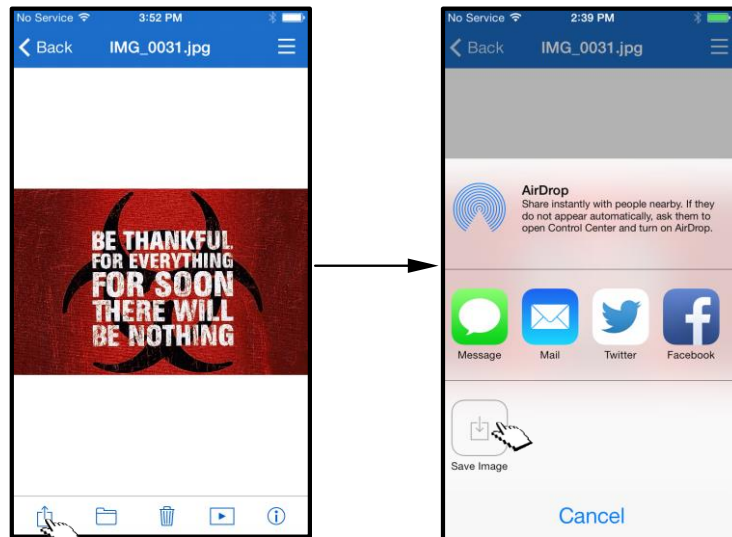 No Service 3:52 PM
Back IMG_0031.jpg
BE THANKFUL
FOR EVERYTHING
FOR SOON
THERE WILL
BE NOTHING
No Service 2:39 PM
Back IMG_0031.jpg
AirDrop
Share instantly with people nearby. If they
do not appear automatically, ask them to
open Control Center and turn on AirDrop.
Message Mail Twitter Facebook
Save Image
Cancel